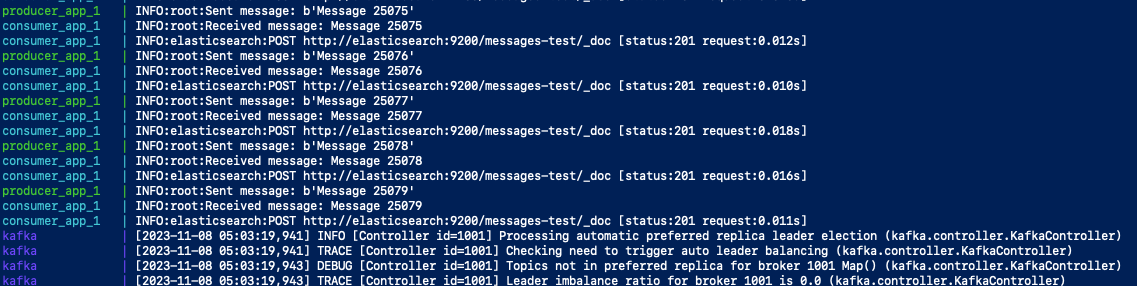 producer_app_1 | INFO:root:Sent message: b'Message 25075'
consumer_app_1 | INFO:root:Received message: Message 25075
consumer_app_1 | INFO:elasticsearch:POST http://elasticsearch:9200/messages-test/_doc [status:201 request:0.012s]
producer_app_1 | INFO:root:Sent message: b'Message 25076'
consumer_app_1 | INFO:root:Received message: Message 25076
consumer_app_1 | INFO:elasticsearch:POST http://elasticsearch:9200/messages-test/_doc [status:201 request:0.010s]
producer_app_1 | INFO:root:Sent message: b'Message 25077'
consumer_app_1 | INFO:root:Received message: Message 25077
consumer_app_1 | INFO:elasticsearch:POST http://elasticsearch:9200/messages-test/_doc [status:201 request:0.018s]
producer_app_1 | INFO:root:Sent message: b'Message 25078'
consumer_app_1 | INFO:root:Received message: Message 25078
consumer_app_1 | INFO:elasticsearch:POST http://elasticsearch:9200/messages-test/_doc [status:201 request:0.016s]
producer_app_1 | INFO:root:Sent message: b'Message 25079'
consumer_app_1 | INFO:root:Received message: Message 25079
consumer_app_1 | INFO:elasticsearch:POST http://elasticsearch:9200/messages-test/_doc [status:201 request:0.011s]
kafka | [2023-11-08 05:03:19,941] INFO [Controller id=1001] Processing automatic preferred replica leader election (kafka.controller.KafkaController)
kafka | [2023-11-08 05:03:19,941] TRACE [Controller id=1001] Checking need to trigger auto leader balancing (kafka.controller.KafkaController)
kafka | [2023-11-08 05:03:19,943] DEBUG [Controller id=1001] Topics not in preferred replica for broker 1001 Map() (kafka.controller.KafkaController)
kafka | [2023-11-08 05:03:19,943] TRACE [Controller id=1001] Leader imbalance ratio for broker 1001 is 0.0 (kafka.controller.KafkaController)